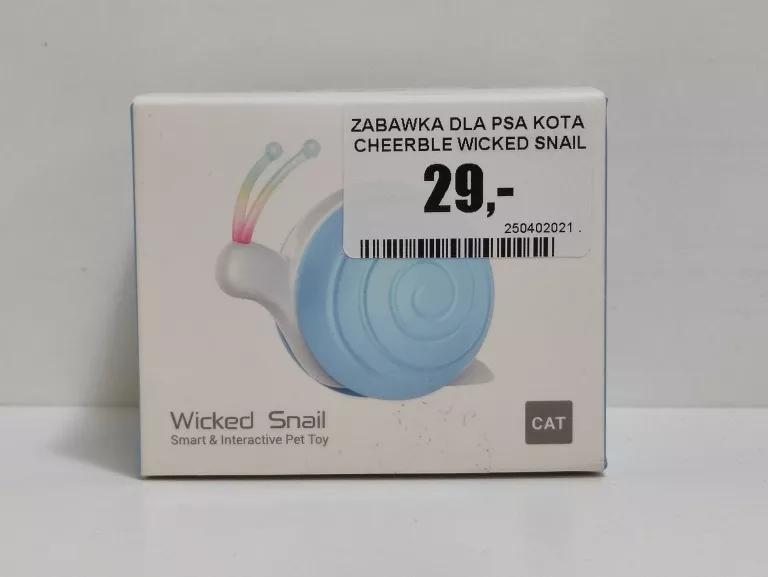 ZABAWKA DLA PSA KOTA
CHEERBLE WICKED SNAIL
29,-
250402021 .
Wicked Snail
Smart & Interactive Pet Toy
CAT